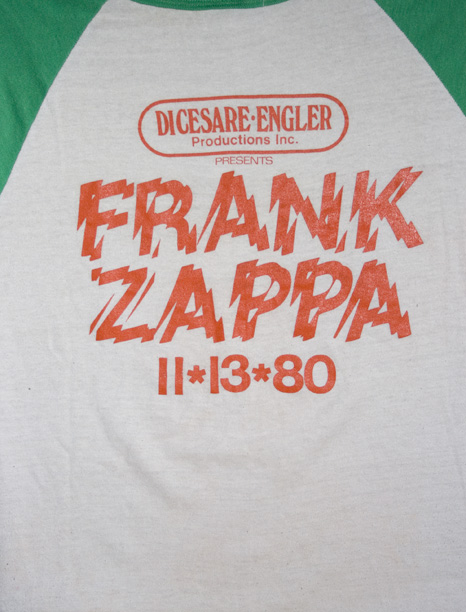 DICESARE·ENGLER
Productions Inc.
PRESENTS
FRANK
ZAPPA
11*13*80